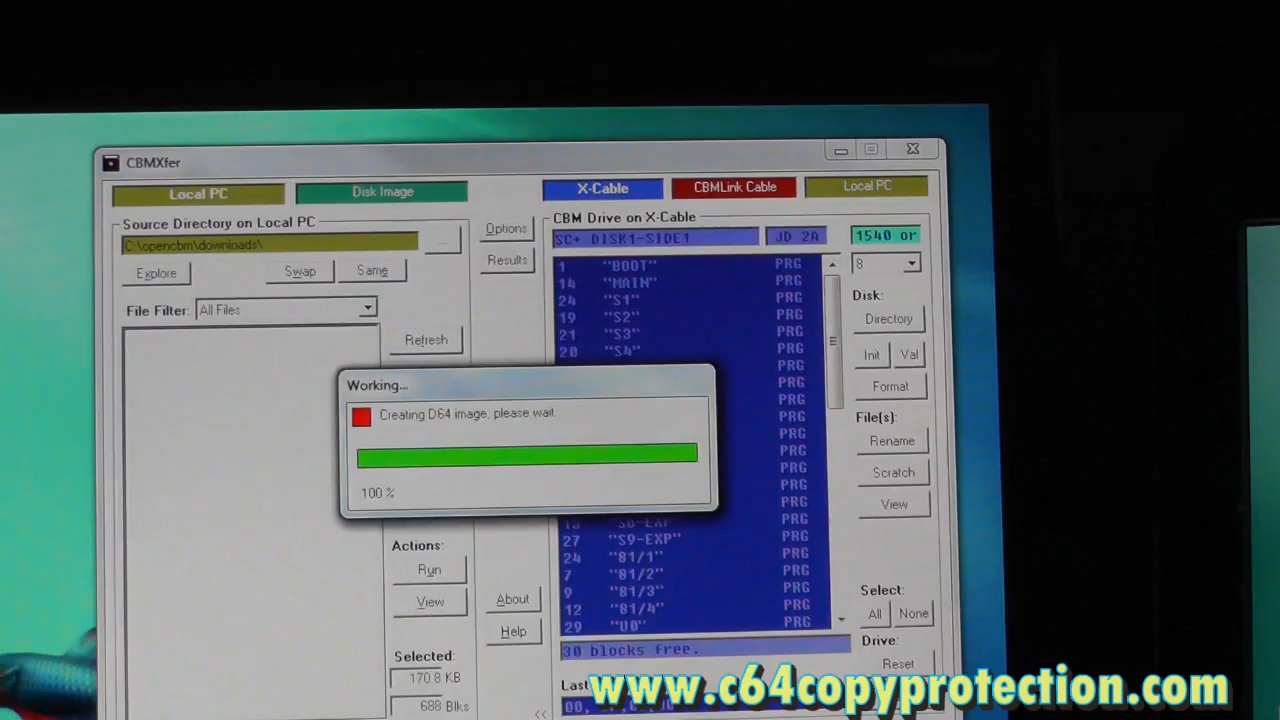 CBMXfer
Local PC
Disk Image
X-Cable
CBMLink Cable
Local PC
Source Directory on Local PC
C:\opencbm\downloads\
...
Explore
Swap
Same
File Filter: All Files
Refresh
Options
Results
CBM Drive on X-Cable
SC+ DISK1-SIDE1 JD 2A
1540 or
8
1 "BOOT" PRG
14 "MAIN" PRG
24 "S1" PRG
19 "S2" PRG
21 "S3" PRG
20 "S4" PRG
PRG
PRG
PRG
PRG
PRG
PRG
PRG
PRG
PRG
13 "S8-EXP" PRG
27 "S9-EXP" PRG
24 "81/1" PRG
7 "81/2" PRG
9 "81/3" PRG
12 "81/4" PRG
29 "U0" PRG
30 blocks free.
Disk:
Directory
Init Val
Format
File(s):
Rename
Scratch
View
Select:
All None
Drive:
Reset
Working...
Creating D64 image, please wait.
100 %
Actions:
Run
View
About
Help
Selected:
170.8 KB
688 Blks
<<
Last
www.c64copyprotection.com